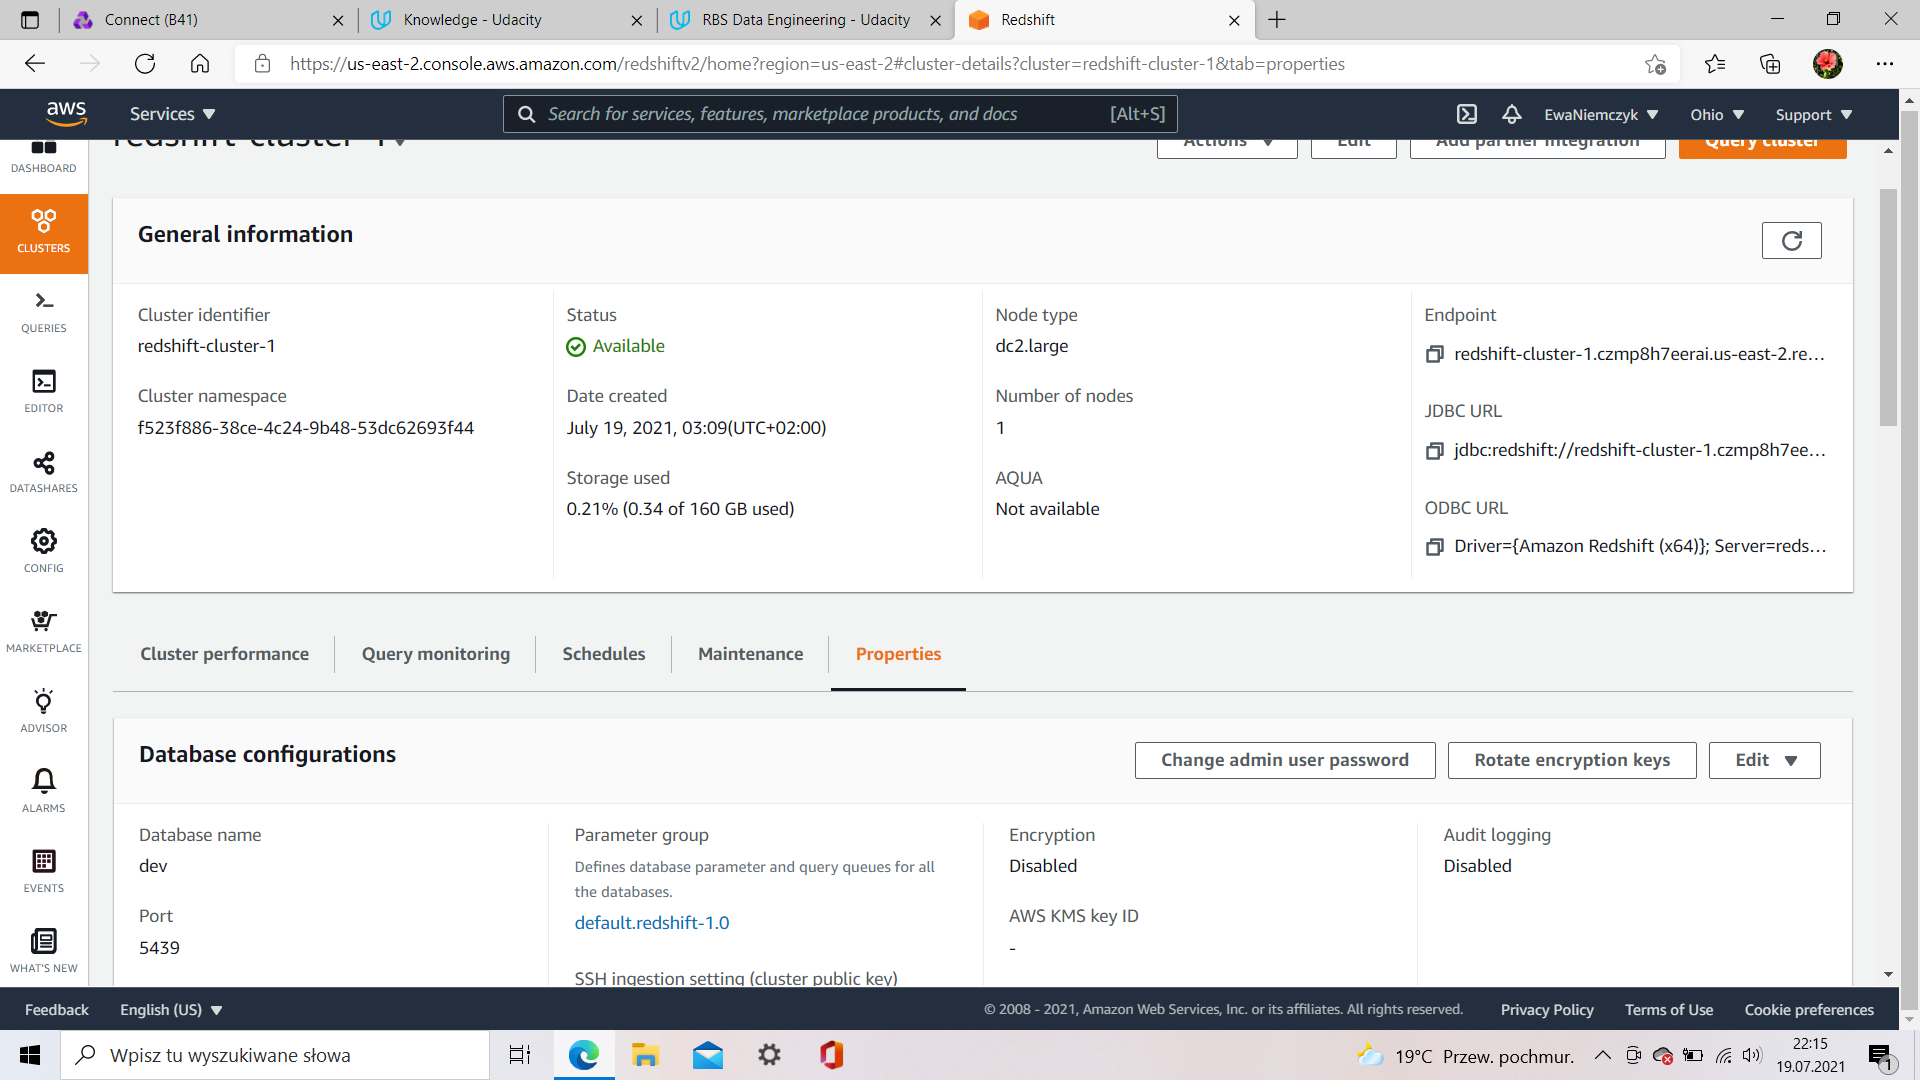 Connect (B41)
Knowledge - Udacity
RBS Data Engineering - Udacity
Redshift
https://us-east-2.console.aws.amazon.com/redshiftv2/home?region=us-east-2#cluster-details?cluster=redshift-cluster-1&tab=properties
aws
Services
Search for services, features, marketplace products, and docs
[Alt+S]
EwaNiemczyk
Ohio
Support
redshift-cluster-1
Actions
Edit
Add partner integration
Query cluster
DASHBOARD
CLUSTERS
QUERIES
EDITOR
DATASHARES
CONFIG
MARKETPLACE
ADVISOR
ALARMS
EVENTS
WHAT'S NEW
General information
Cluster identifier
redshift-cluster-1
Cluster namespace
f523f886-38ce-4c24-9b48-53dc62693f44
Status
Available
Date created
July 19, 2021, 03:09(UTC+02:00)
Storage used
0.21% (0.34 of 160 GB used)
Node type
dc2.large
Number of nodes
1
AQUA
Not available
Endpoint
redshift-cluster-1.czmp8h7eerai.us-east-2.re...
JDBC URL
jdbc:redshift://redshift-cluster-1.czmp8h7ee...
ODBC URL
Driver={Amazon Redshift (x64)}; Server=reds...
Cluster performance
Query monitoring
Schedules
Maintenance
Properties
Database configurations
Change admin user password
Rotate encryption keys
Edit
Database name
dev
Port
5439
Parameter group
Defines database parameter and query queues for all
the databases.
default.redshift-1.0
SSH ingestion setting (cluster public key)
Encryption
Disabled
AWS KMS key ID
-
Audit logging
Disabled
Feedback
English (US)
© 2008 - 2021, Amazon Web Services, Inc. or its affiliates. All rights reserved.
Privacy Policy
Terms of Use
Cookie preferences
Wpisz tu wyszukiwane słowa
19°C Przew. pochmur.
22:15
19.07.2021
1